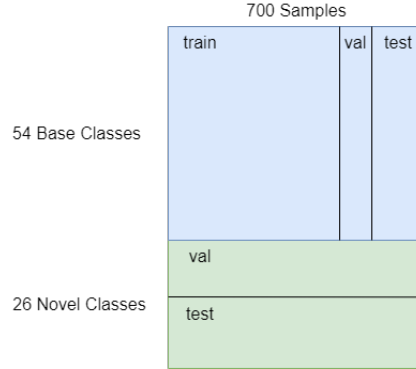 700 Samples
train val test
54 Base Classes
val
26 Novel Classes
test